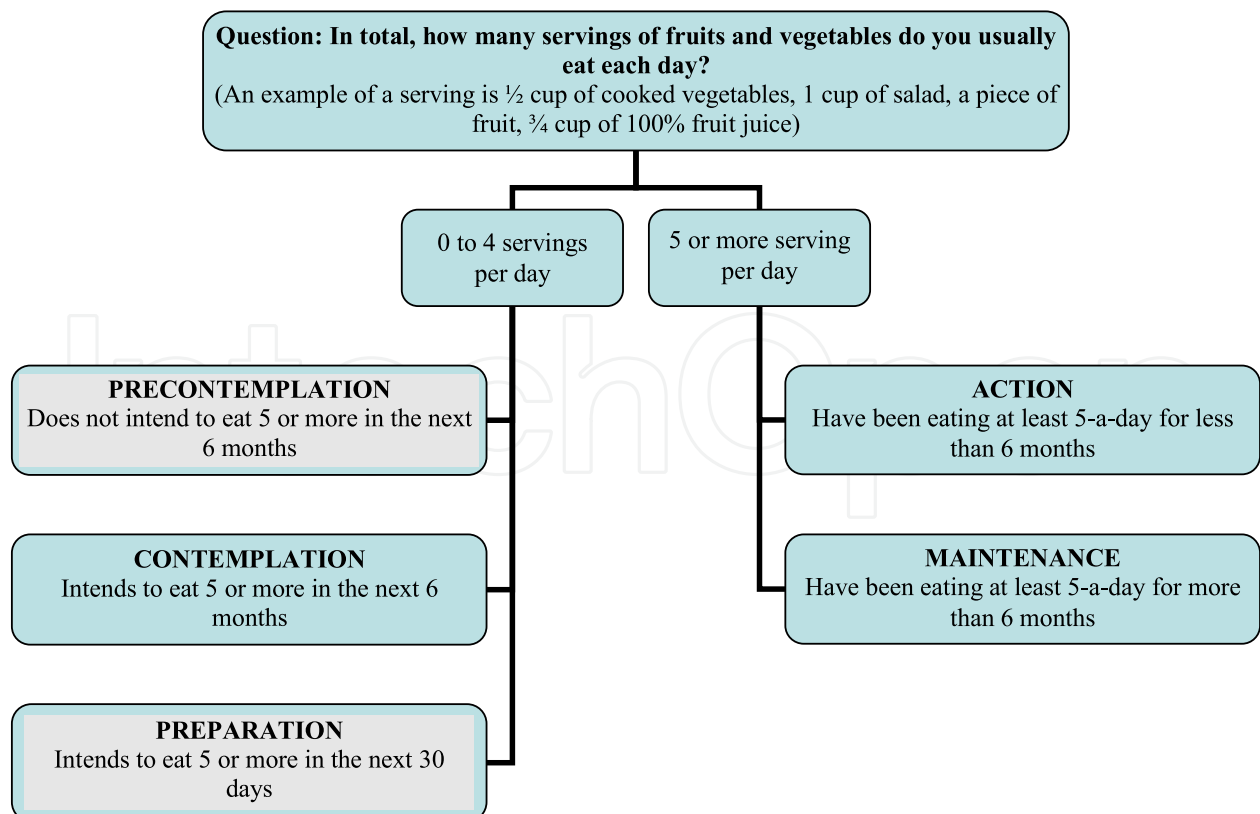 Question: In total, how many servings of fruits and vegetables do you usually
eat each day?
(An example of a serving is ½ cup of cooked vegetables, 1 cup of salad, a piece of
fruit, ¾ cup of 100% fruit juice)
0 to 4 servings
per day
5 or more serving
per day
PRECONTEMPLATION
Does not intend to eat 5 or more in the next
6 months
ACTION
Have been eating at least 5-a-day for less
than 6 months
CONTEMPLATION
Intends to eat 5 or more in the next 6
months
MAINTENANCE
Have been eating at least 5-a-day for more
than 6 months
PREPARATION
Intends to eat 5 or more in the next 30
days
IntechOpen